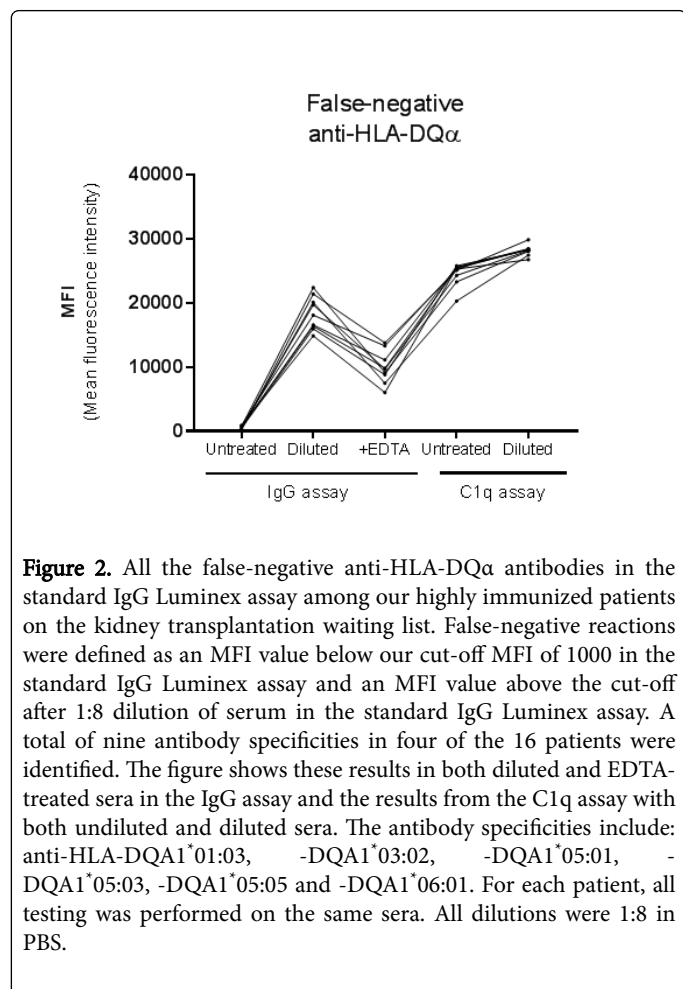 False-negative
anti-HLA-DQα
40000
30000
20000
10000
0
MFI
(Mean fluorescence intensity)
Untreated Diluted +EDTA Untreated Diluted
IgG assay C1q assay
Figure 2. All the false-negative anti-HLA-DQα antibodies in the
standard IgG Luminex assay among our highly immunized patients
on the kidney transplantation waiting list. False-negative reactions
were defined as an MFI value below our cut-off MFI of 1000 in the
standard IgG Luminex assay and an MFI value above the cut-off
after 1:8 dilution of serum in the standard IgG Luminex assay. A
total of nine antibody specificities in four of the 16 patients were
identified. The figure shows these results in both diluted and EDTA-
treated sera in the IgG assay and the results from the C1q assay with
both undiluted and diluted sera. The antibody specificities include:
anti-HLA-DQA1*01:03, -DQA1*03:02, -DQA1*05:01, -
DQA1*05:03, -DQA1*05:05 and -DQA1*06:01. For each patient, all
testing was performed on the same sera. All dilutions were 1:8 in
PBS.